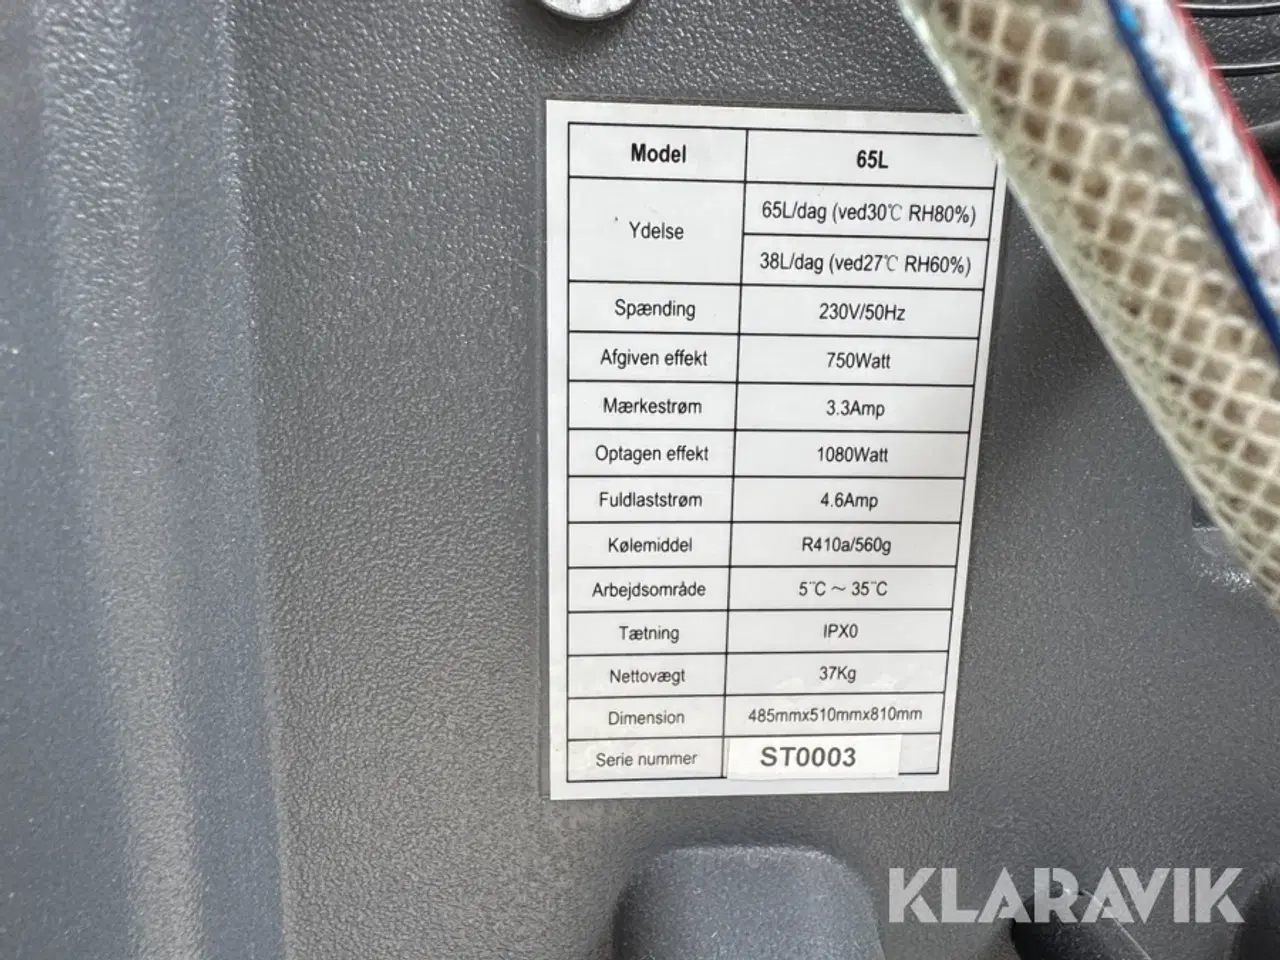 Model 65L
Ydelse 65L/dag (ved30℃ RH80%)
38L/dag (ved27℃ RH60%)
Spænding 230V/50Hz
Afgiven effekt 750Watt
Mærkestrøm 3.3Amp
Optagen effekt 1080Watt
Fuldlaststrøm 4.6Amp
Kølemiddel R410a/560g
Arbejdsområde 5¨C ~ 35¨C
Tætning IPX0
Nettovægt 37Kg
Dimension 485mmx510mmx810mm
Serie nummer ST0003
KLARAVIK